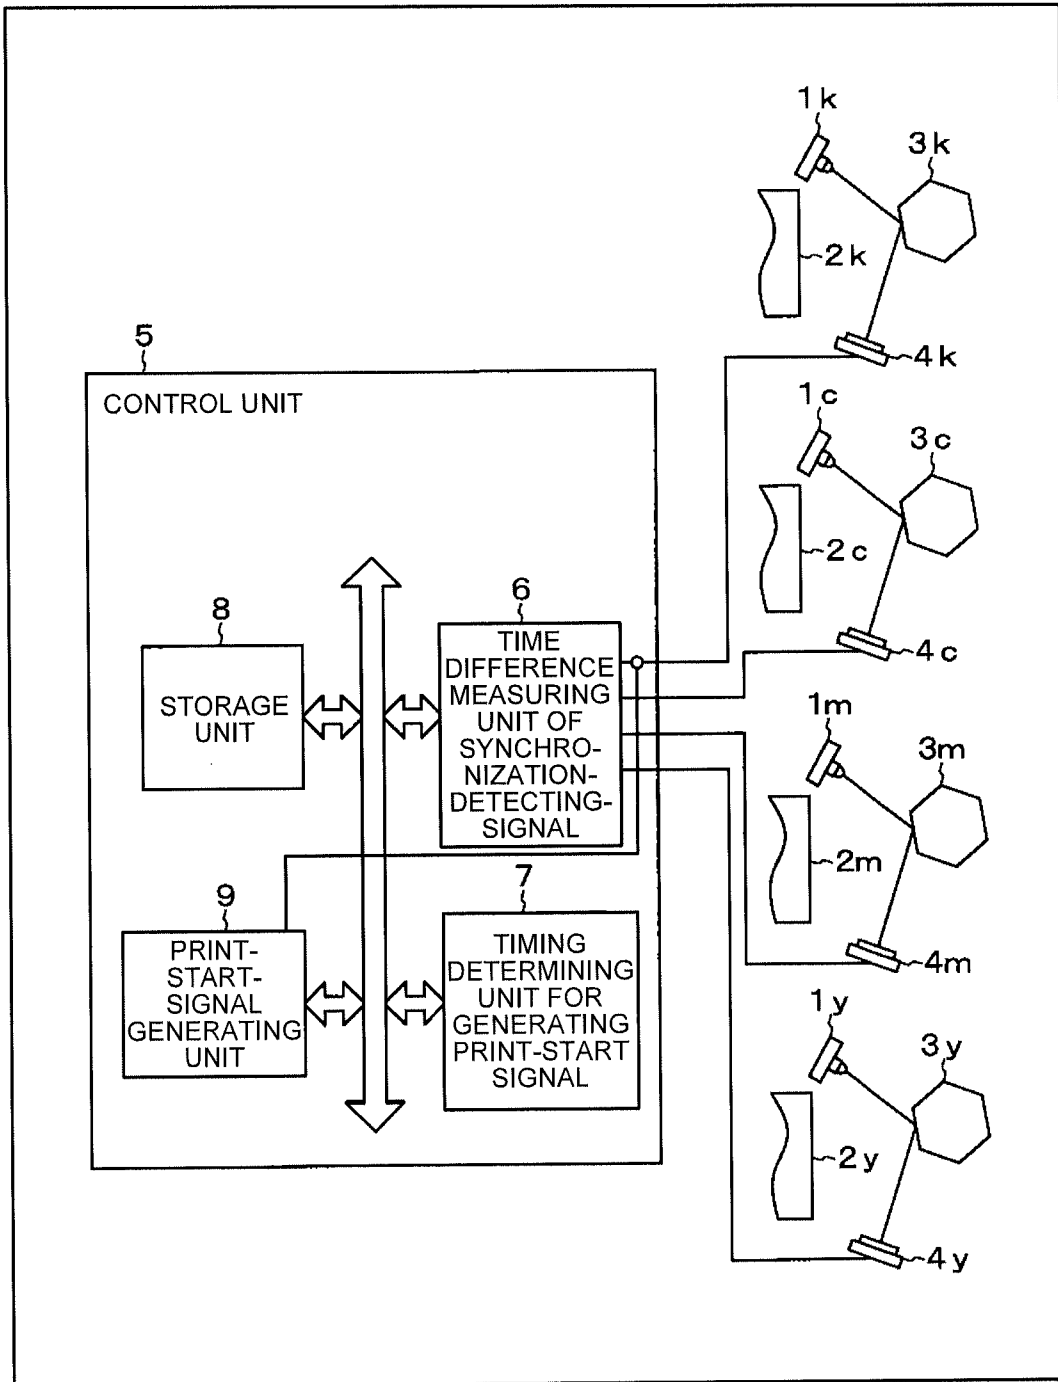 1k
3k
2k
4k
5
CONTROL UNIT
1c
3c
2c
4c
8
STORAGE
UNIT
6
TIME
DIFFERENCE
MEASURING
UNIT OF
SYNCHRO-
NIZATION-
DETECTING-
SIGNAL
1m
3m
2m
4m
9
PRINT-
START-
SIGNAL
GENERATING
UNIT
7
TIMING
DETERMINING
UNIT FOR
GENERATING
PRINT-START
SIGNAL
1y
3y
2y
4y